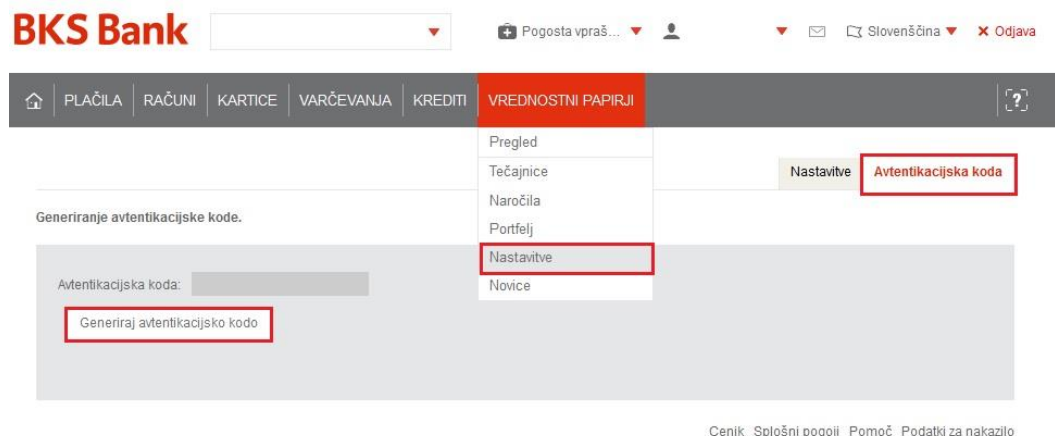 BKS Bank Pogosta vpraš... Slovenščina × Odjava
PLAČILA RAČUNI KARTICE VARČEVANJA KREDITI VREDNOSTNI PAPIRJI [?]
Pregled
Tečajnice
Naročila
Portfelj
Nastavitve
Novice
Nastavitve Avtentikacijska koda
Generiranje avtentikacijske kode.
Avtentikacijska koda:
Generiraj avtentikacijsko kodo
Cenik Splošni pogoji Pomoč Podatki za nakazilo